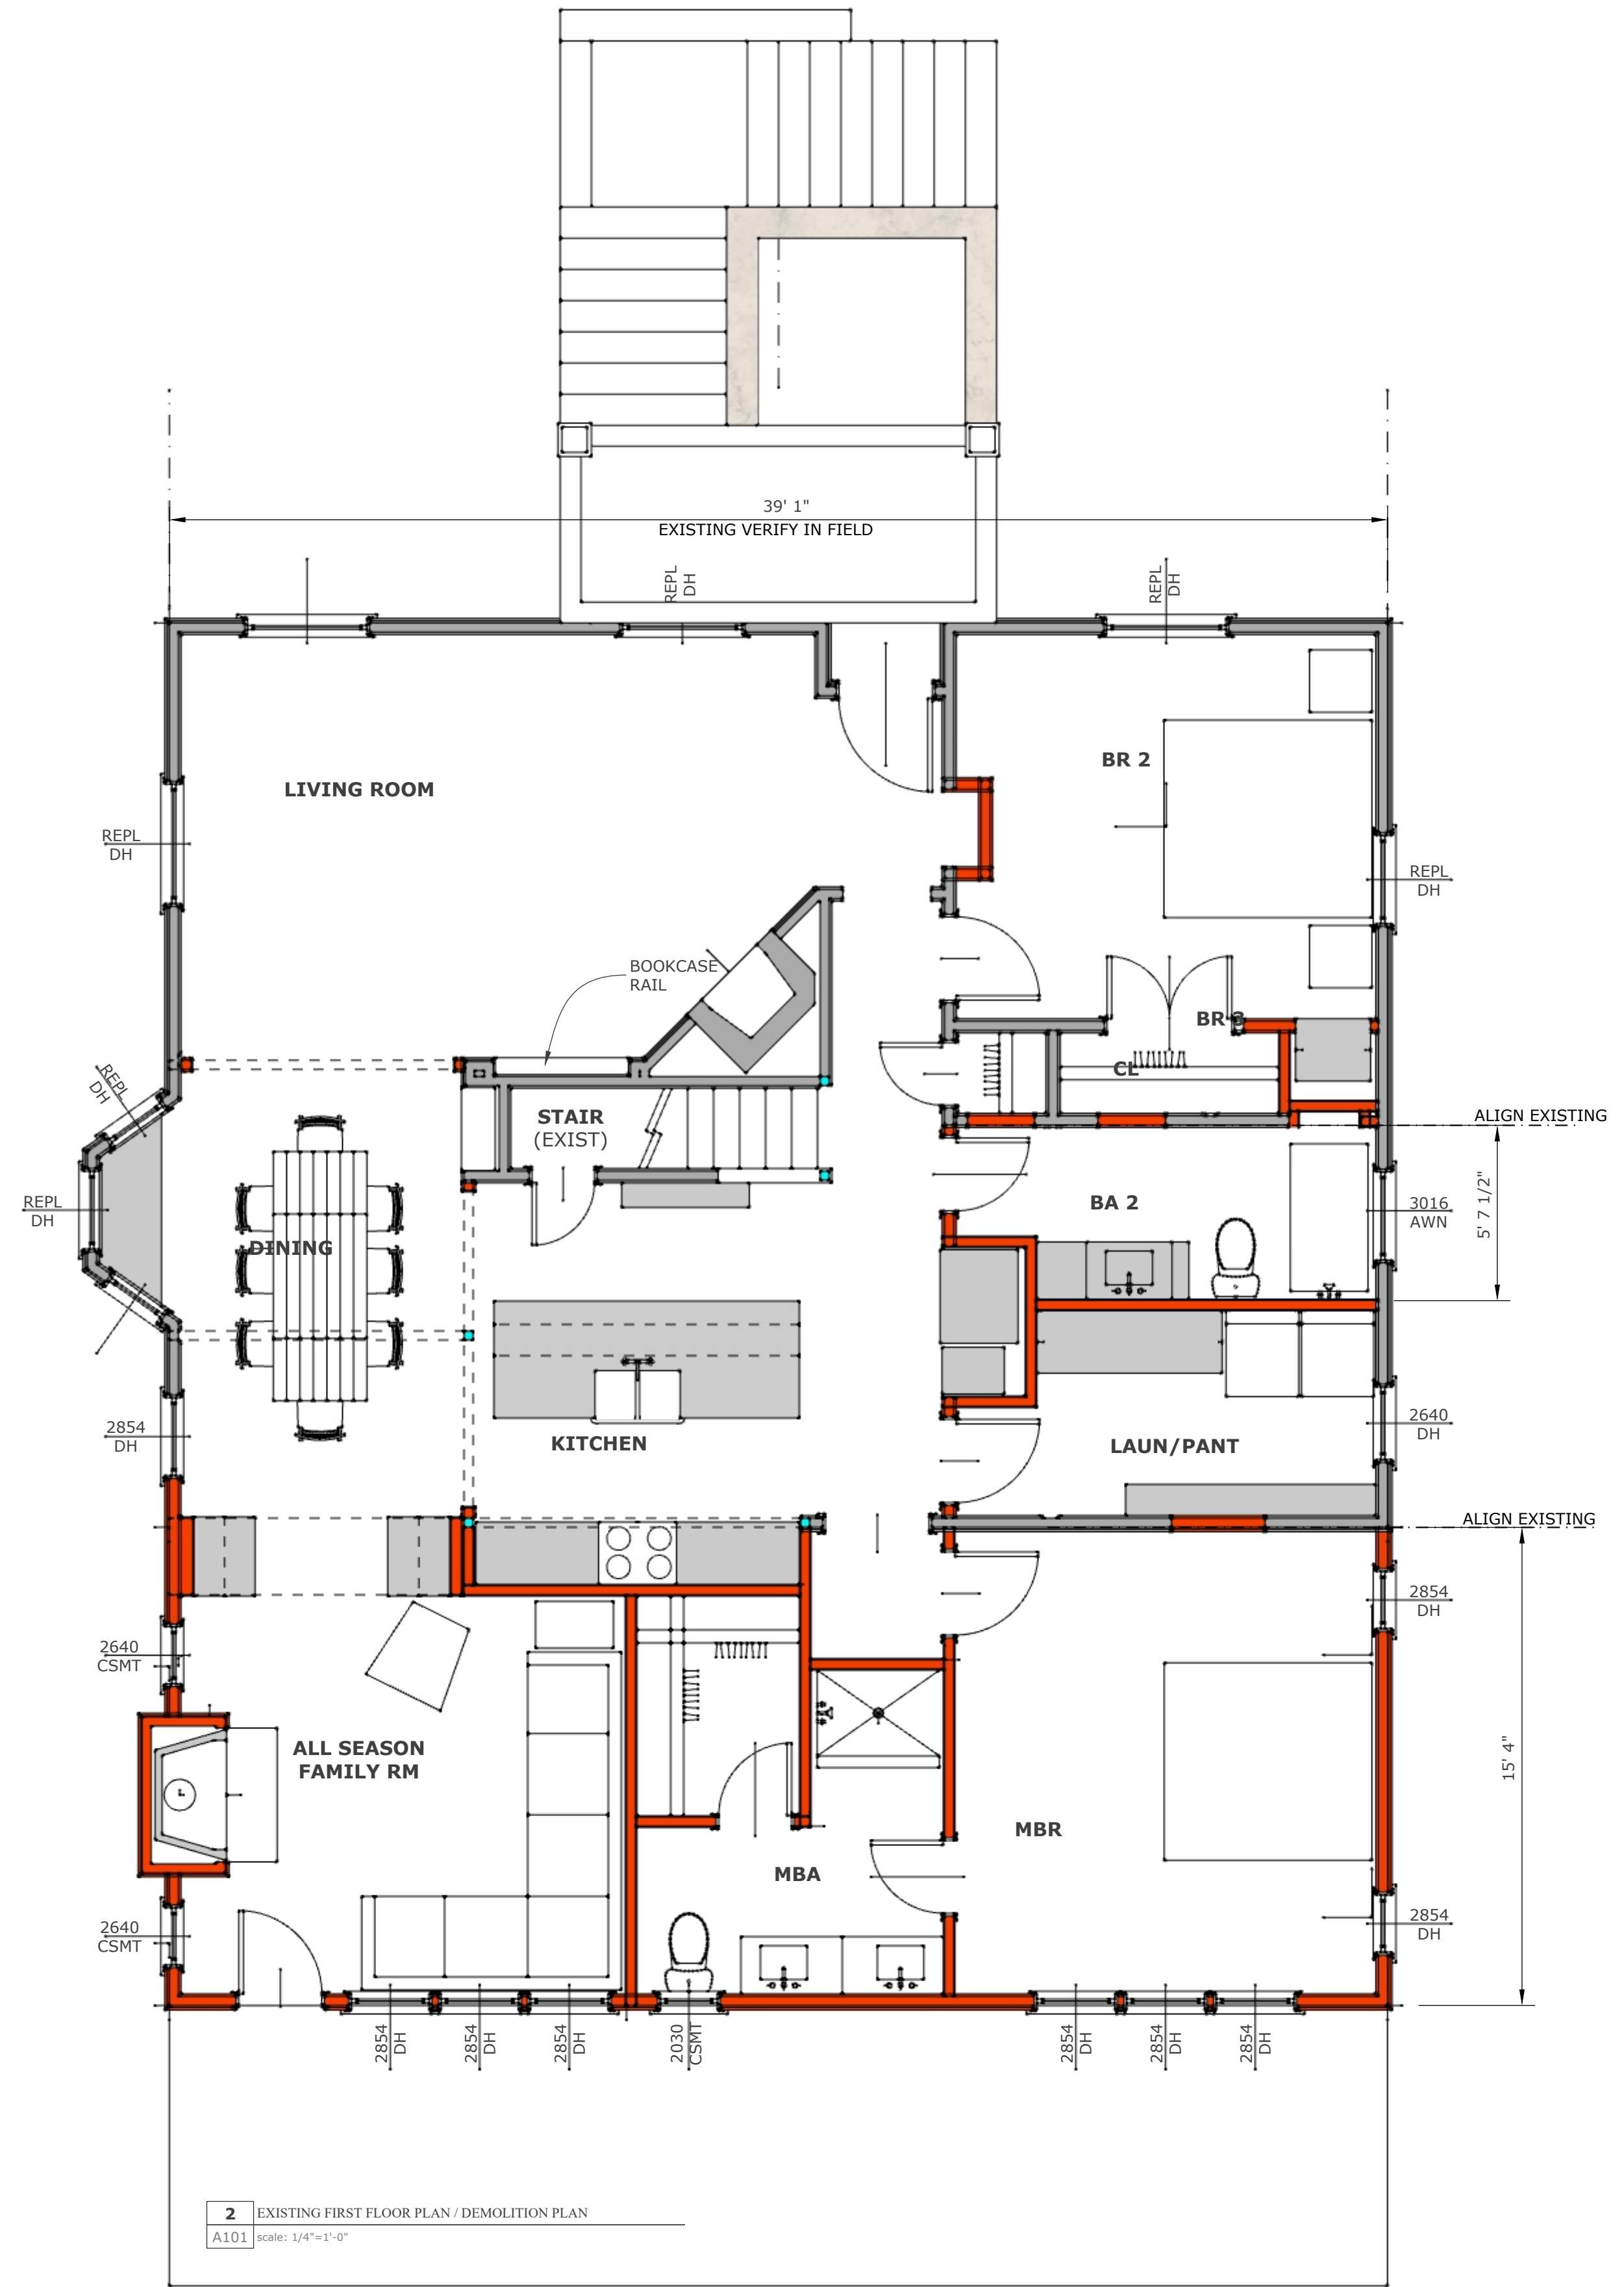 39' 1"
EXISTING VERIFY IN FIELD
REPL
DH
REPL
DH
LIVING ROOM
BR 2
REPL
DH
REPL
DH
BOOKCASE
RAIL
BR 3
CL
REPL
DH
STAIR
(EXIST)
ALIGN EXISTING
REPL
DH
DINING
BA 2
3016
AWN
5' 7 1/2"
2854
DH
KITCHEN
LAUN/PANT
2640
DH
ALIGN EXISTING
2854
DH
2640
CSMT
ALL SEASON
FAMILY RM
MBR
15' 4"
MBA
2640
CSMT
2854
DH
2854
DH
2854
DH
2854
DH
2030
CSMT
2854
DH
2854
DH
2854
DH
2
EXISTING FIRST FLOOR PLAN / DEMOLITION PLAN
A101
scale: 1/4"=1'-0"